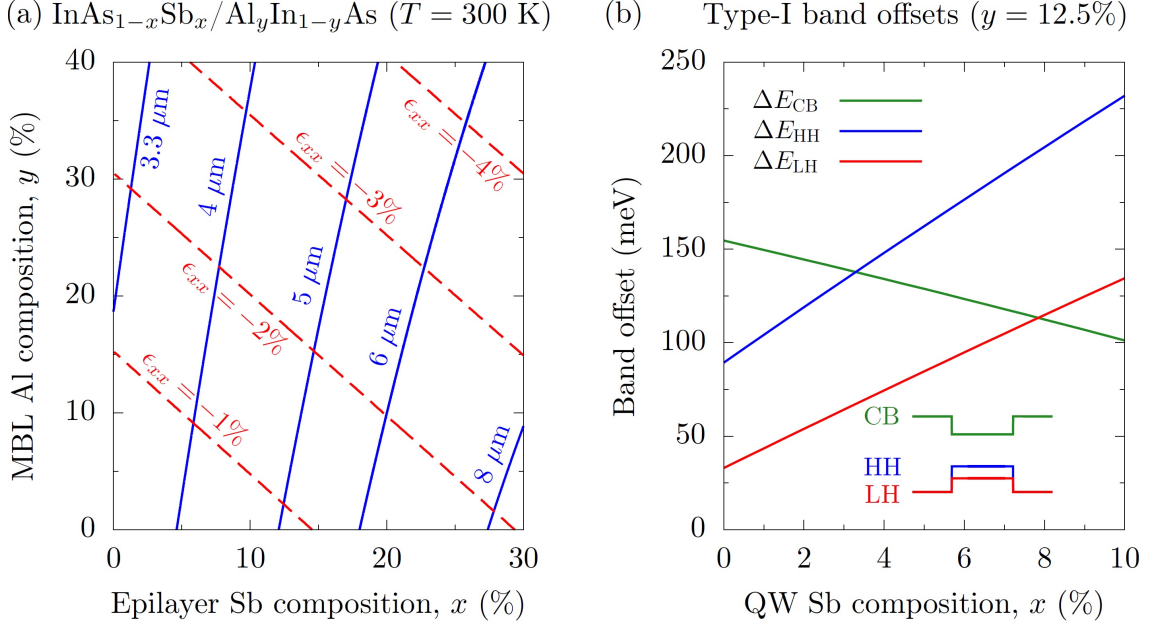 (a) InAs₁₋ₓSbₓ/AlyIn₁₋yAs (T = 300 K)
MBL Al composition, y (%)
40
30
20
10
0
0
10
20
30
Epilayer Sb composition, x (%)
3.3 μm
4 μm
5 μm
6 μm
8 μm
ϵxx = −1%
ϵxx = −2%
ϵxx = −3%
ϵxx = −4%
(b) Type-I band offsets (y = 12.5%)
Band offset (meV)
250
200
150
100
50
0
0
2
4
6
8
10
QW Sb composition, x (%)
ΔECB
ΔEHH
ΔELH
CB
HH
LH